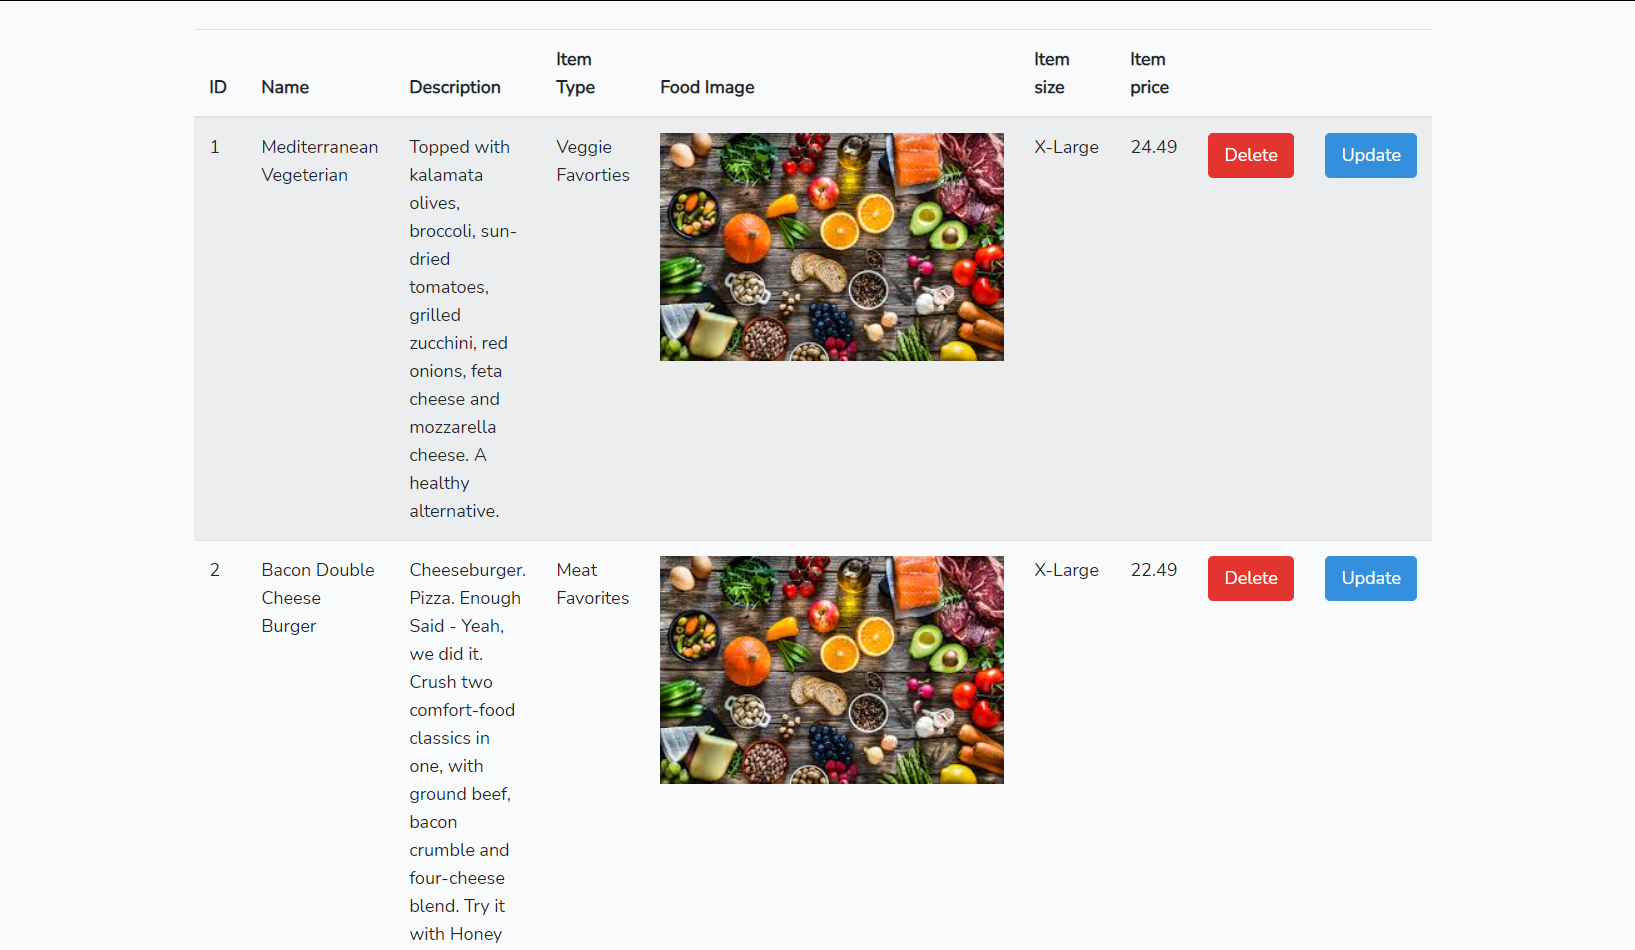 ID Name Description Item Type Food Image Item size Item price
1 Mediterranean Vegeterian
Topped with
kalamata
olives,
broccoli, sun-
dried
tomatoes,
grilled
zucchini, red
onions, feta
cheese and
mozzarella
cheese. A
healthy
alternative.
Veggie
Favorties
X-Large 24.49 Delete Update
2 Bacon Double
Cheese
Burger
Cheeseburger.
Pizza. Enough
Said - Yeah,
we did it.
Crush two
comfort-food
classics in
one, with
ground beef,
bacon
crumble and
four-cheese
blend. Try it
with Honey
Meat
Favorites
X-Large 22.49 Delete Update